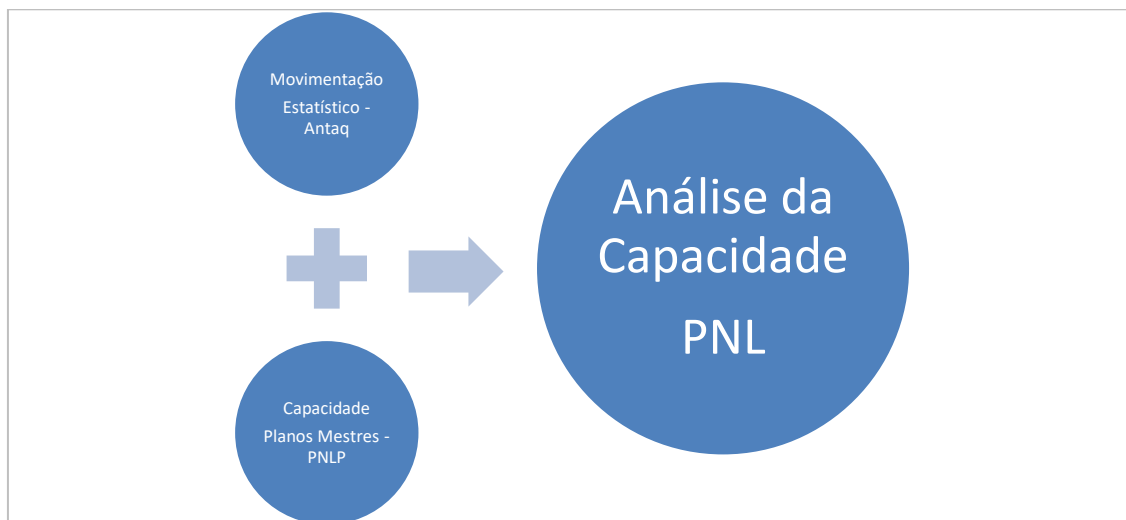 Movimentação
Estatístico -
Antaq
Análise da
Capacidade
PNL
Capacidade
Planos Mestres -
PNLP